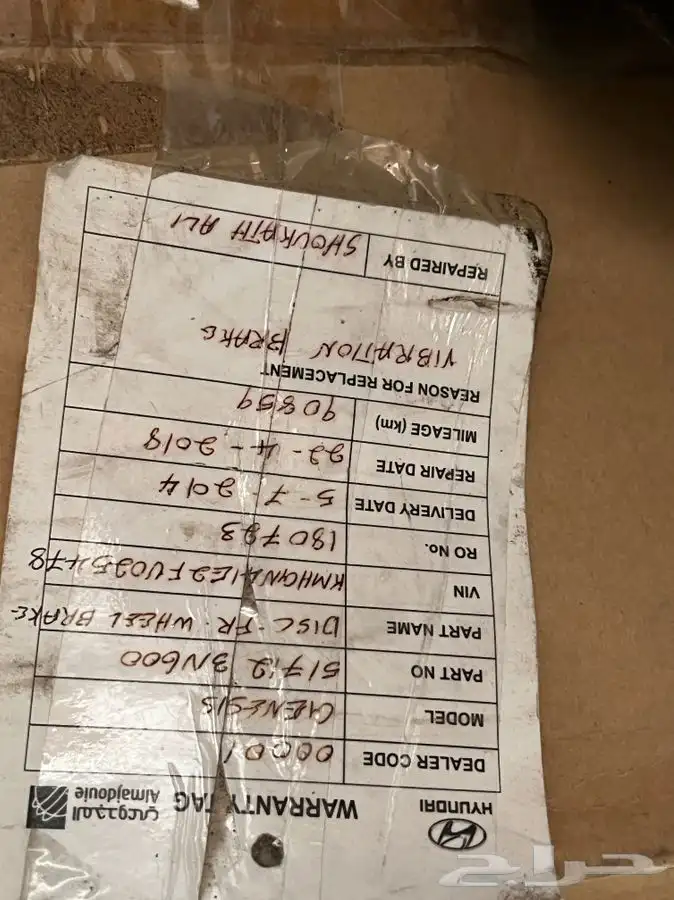 HYUNDAI
WARRANTY TAG
المجدوعي
Almajdouie
DEALER CODE 00001
MODEL GENESIS
PART NO 51712 3N600
PART NAME DISC-FR. WHEEL BRAKE
VIN
RO No. 180793
DELIVERY DATE 5-7-2014
REPAIR DATE 22-4-2018
MILEAGE (km) 90859
REASON FOR REPLACEMENT
VIBRATION BRAKE
REPAIRED BY SHOUKATH ALI
حراج